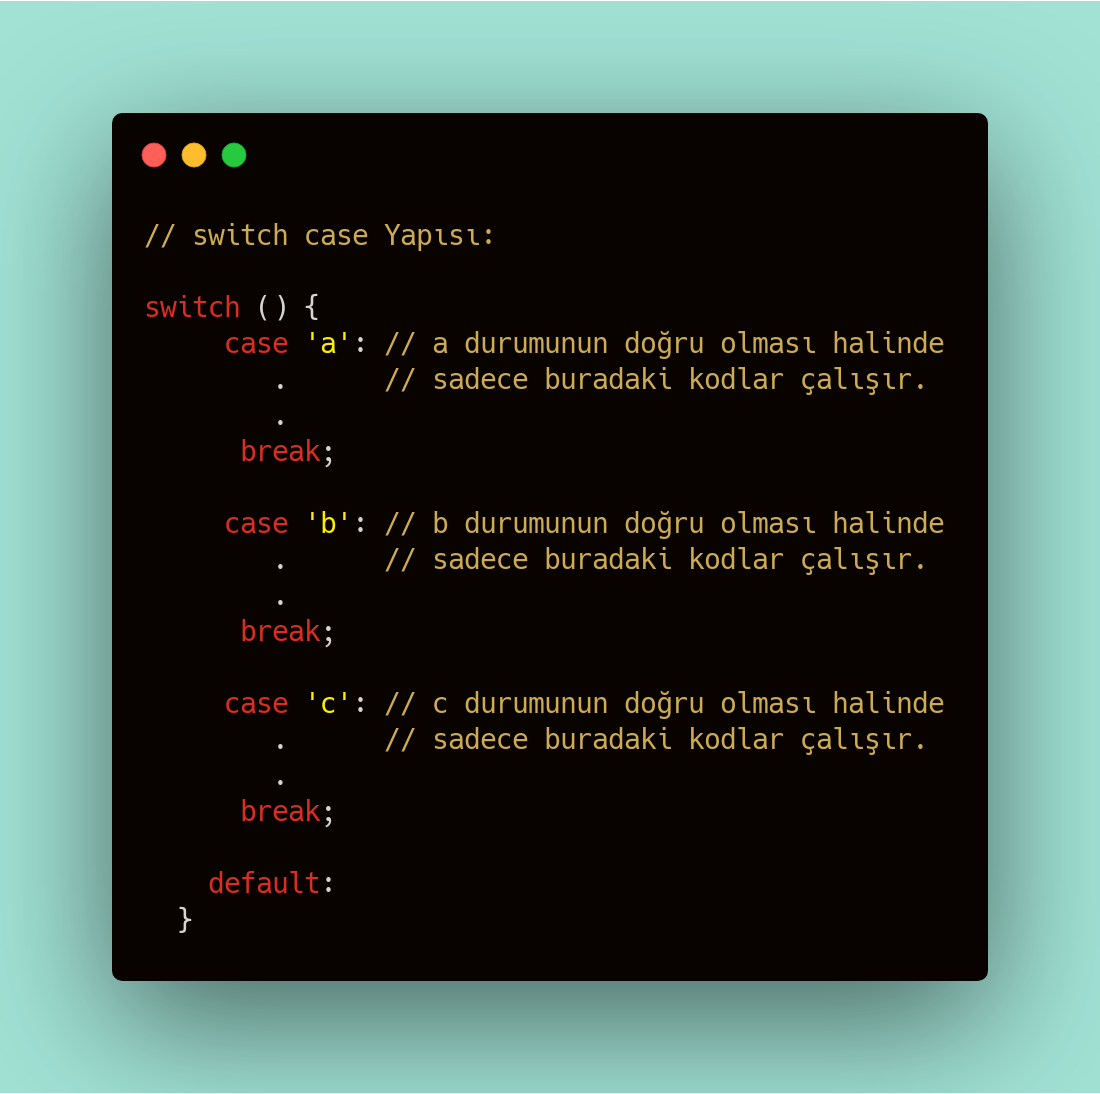 // switch case Yapısı:
switch () {
case 'a': // a durumunun doğru olması halinde
. // sadece buradaki kodlar çalışır.
.
break;
case 'b': // b durumunun doğru olması halinde
. // sadece buradaki kodlar çalışır.
.
break;
case 'c': // c durumunun doğru olması halinde
. // sadece buradaki kodlar çalışır.
.
break;
default:
}